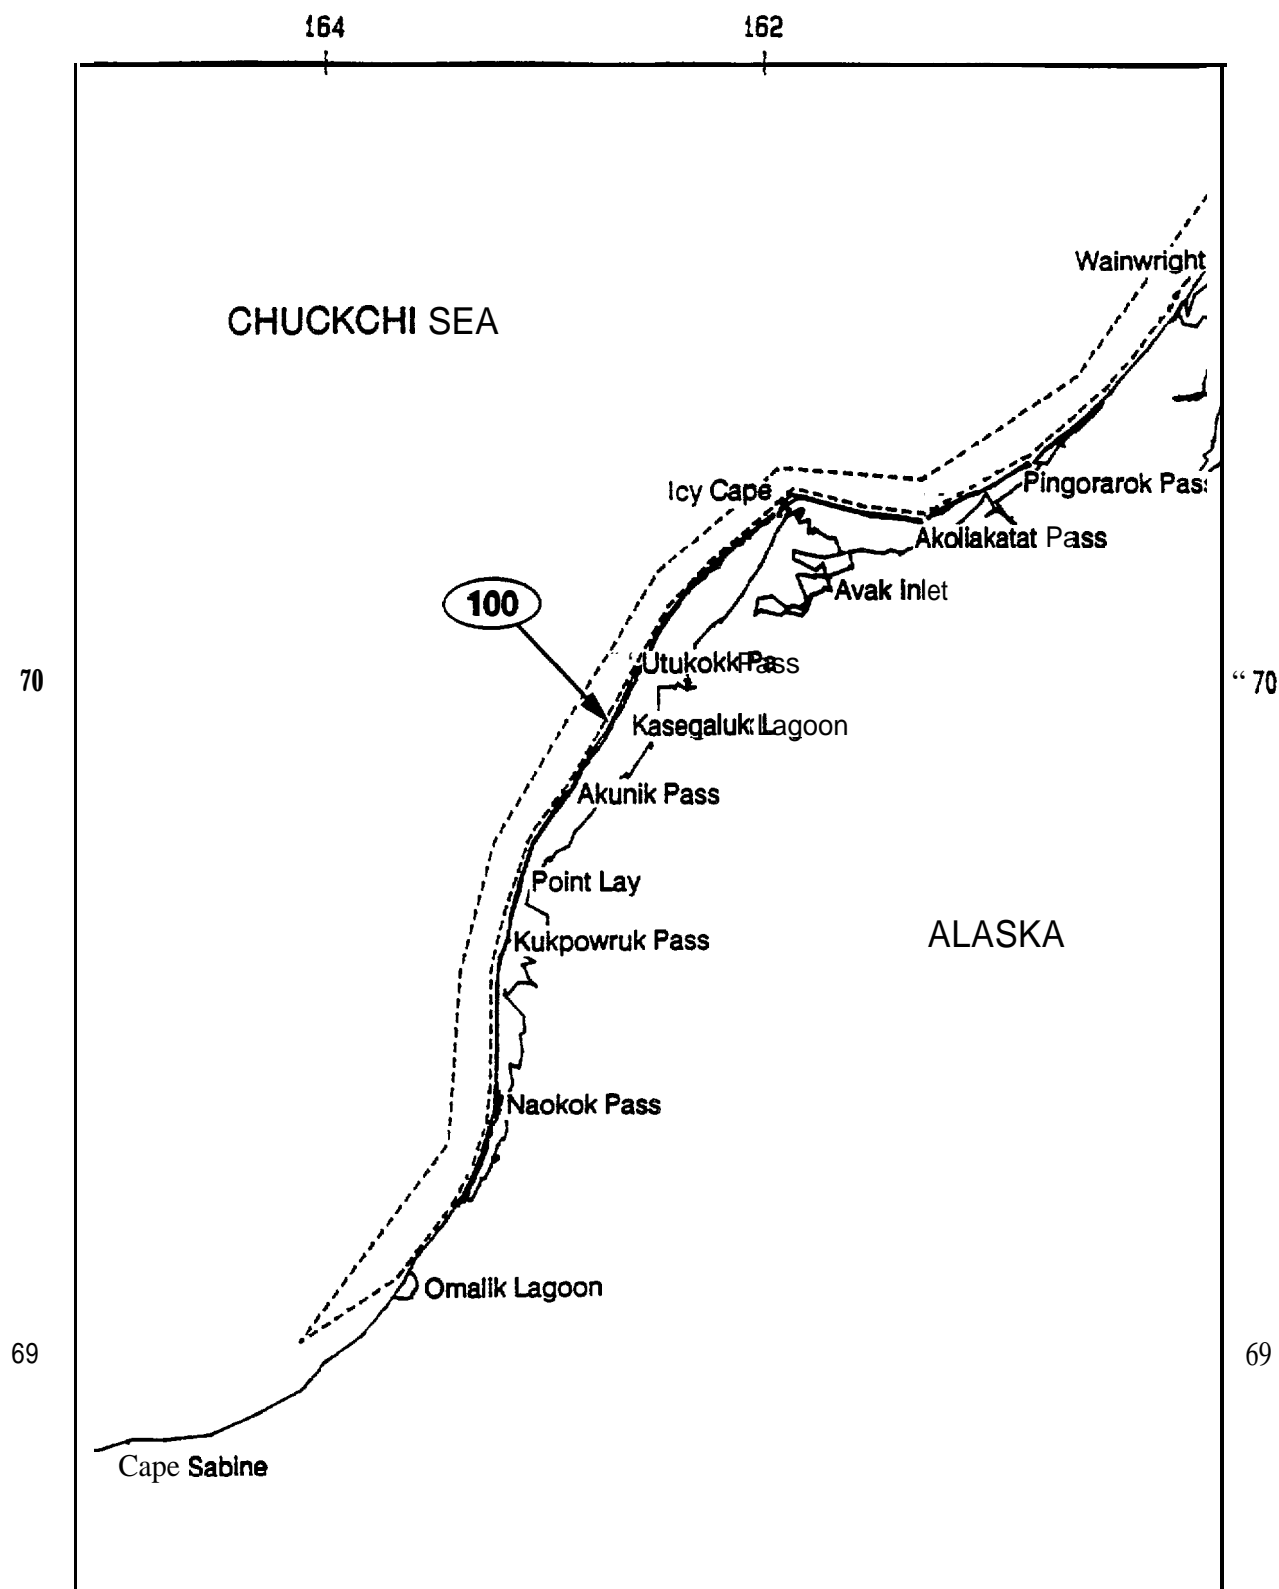 164 162
Wainwright
CHUCKCHI SEA
Icy Cape
Pingorarok Pass
Akoliakatat Pass
Avak Inlet
100
Utukokk Pass
70 “ 70
Kasegaluk Lagoon
Akunik Pass
Point Lay
ALASKA
Kukpowruk Pass
Naokok Pass
Omalik Lagoon
69 69
Cape Sabine